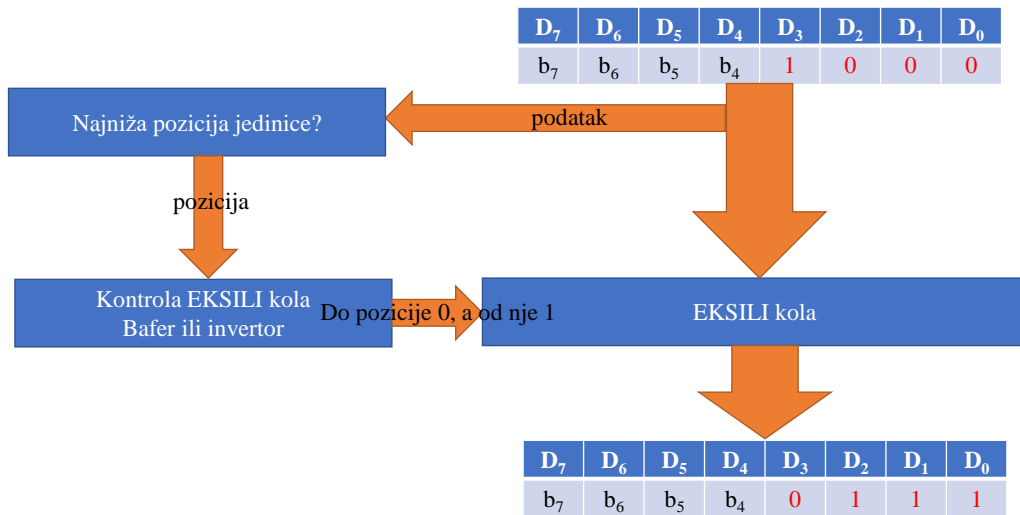 D₇ D₆ D₅ D₄ D₃ D₂ D₁ D₀
b₇ b₆ b₅ b₄ 1 0 0 0
Najniža pozicija jedinice?
podatak
pozicija
Kontrola EKSILI kola
Bafer ili invertor
Do pozicije 0, a od nje 1
EKSILI kola
D₇ D₆ D₅ D₄ D₃ D₂ D₁ D₀
b₇ b₆ b₅ b₄ 0 1 1 1